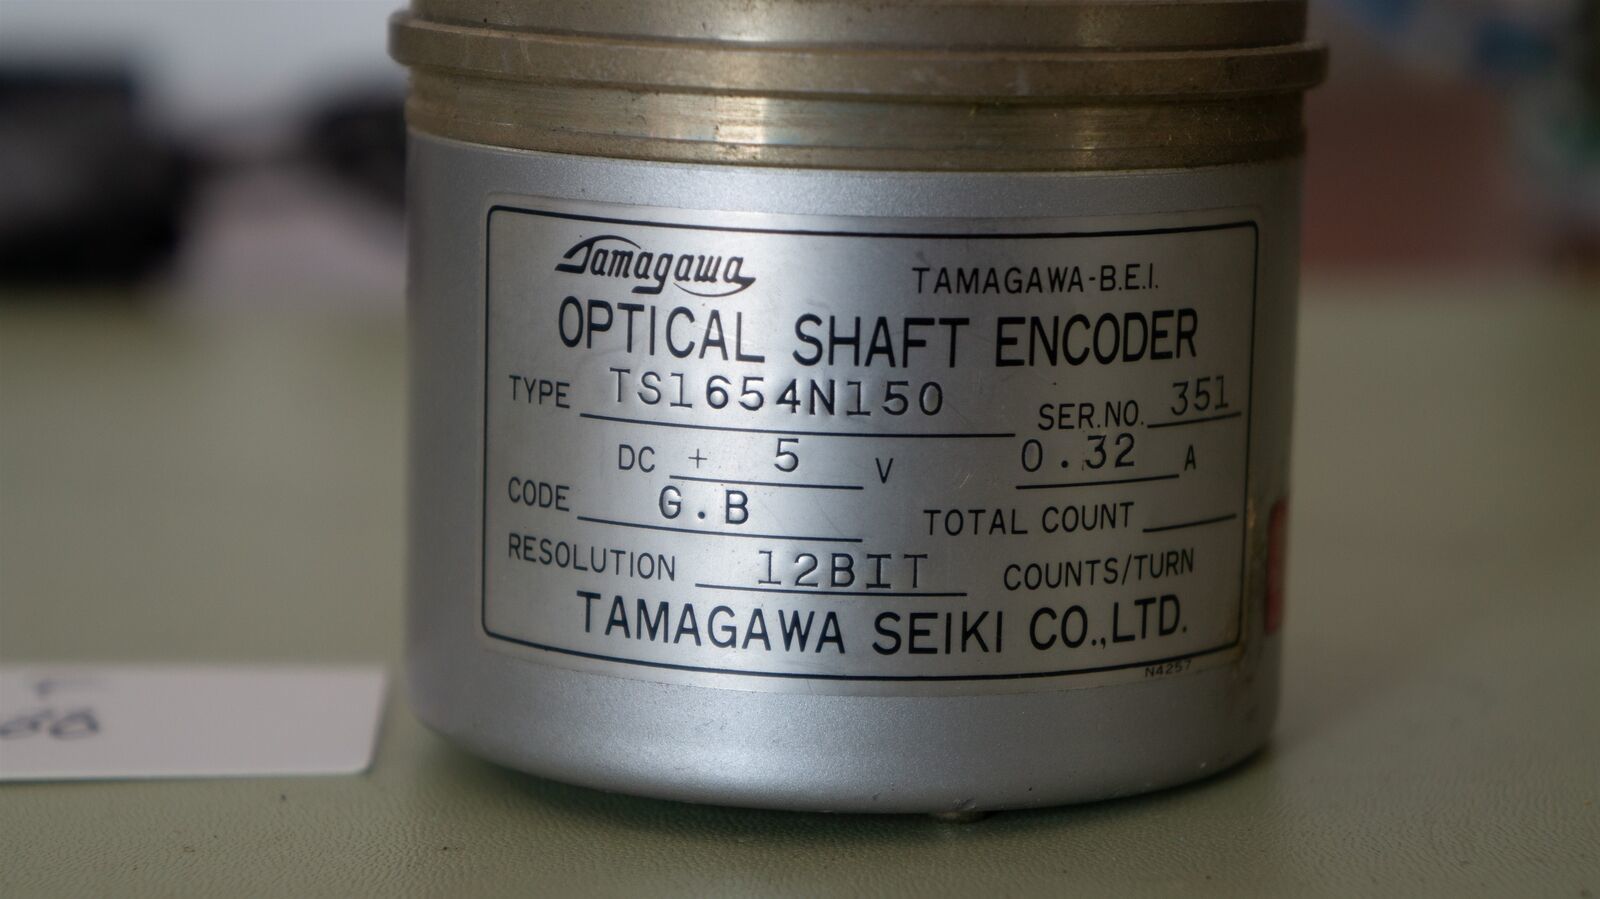 Tamagawa TAMAGAWA-B.E.I.
OPTICAL SHAFT ENCODER
TYPE TS1654N150 SER.NO. 351
DC + 5 V 0.32 A
CODE G.B TOTAL COUNT
RESOLUTION 12BIT COUNTS/TURN
TAMAGAWA SEIKI CO.,LTD.
N4257